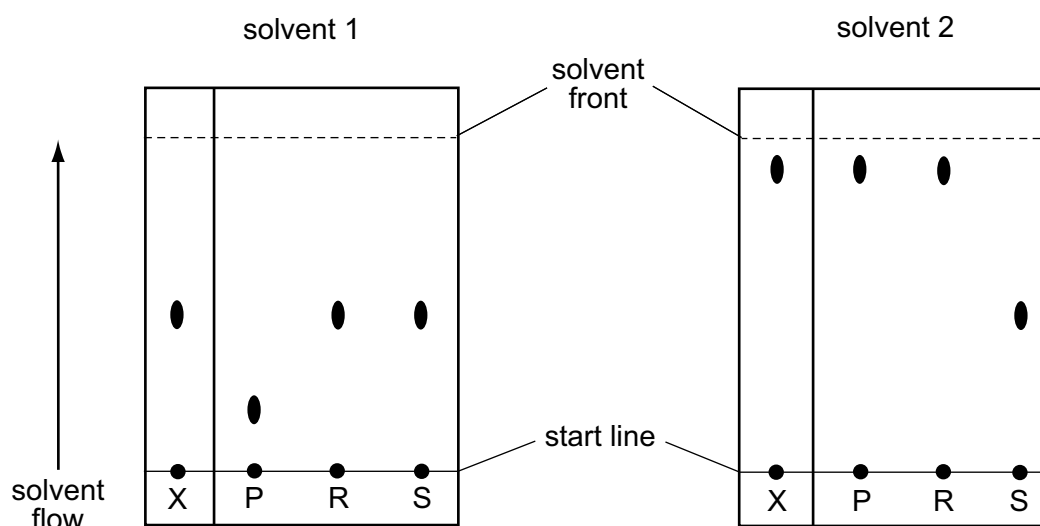 solvent 1
solvent 2
solvent
front
start line
solvent
flow
X P R S
X P R S